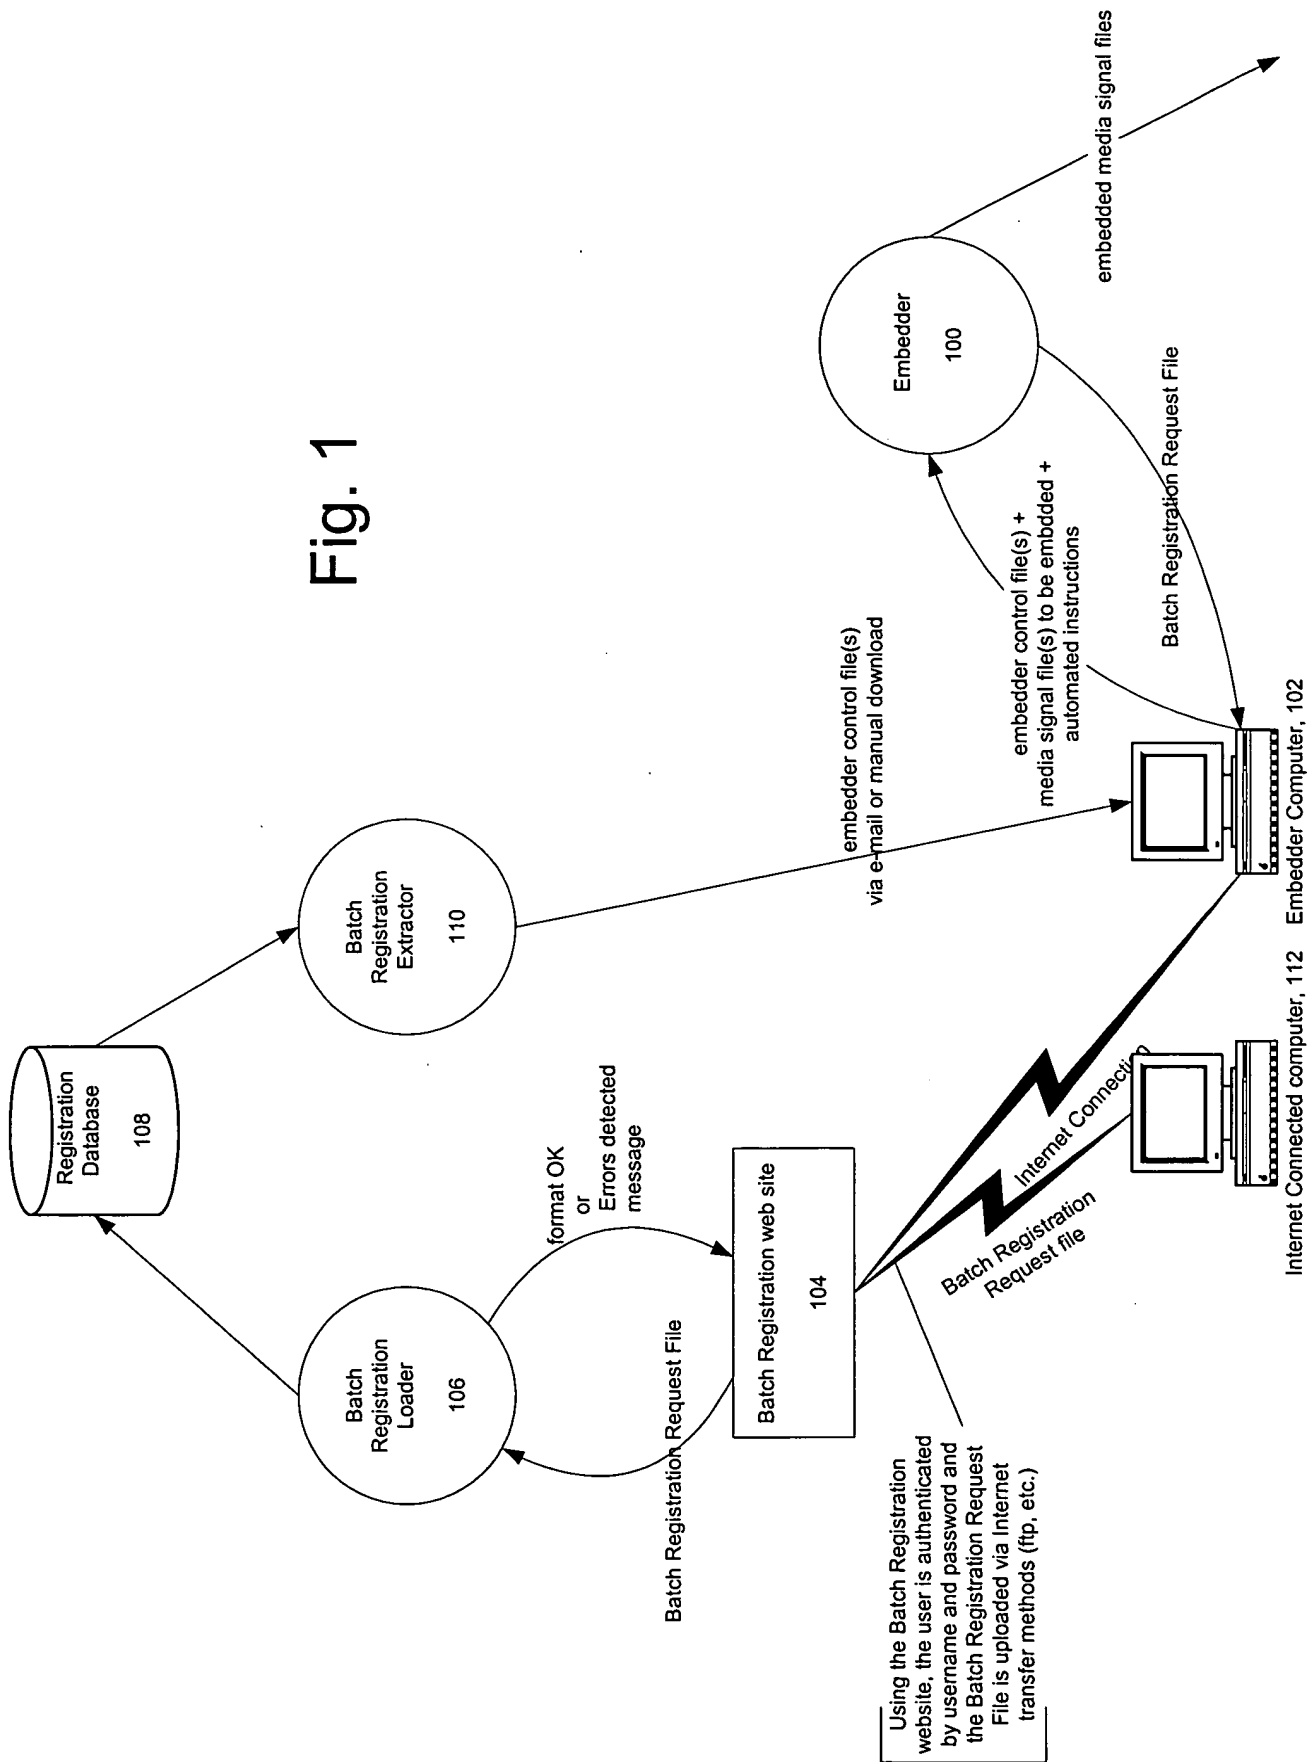 Fig. 1
Registration
Database
108
Batch
Registration
Loader
106
Batch
Registration
Extractor
110
format OK
or
Errors detected
message
Batch Registration Request File
Batch Registration web site
104
embedder control file(s)
via e-mail or manual download
Embedder
100
embedder control file(s) +
media signal file(s) to be embdded +
automated instructions
Batch Registration Request File
embedded media signal files
Using the Batch Registration
website, the user is authenticated
by username and password and
the Batch Registration Request
File is uploaded via Internet
transfer methods (ftp, etc.)
Internet Connection
Batch Registration
Request file
Internet Connected computer, 112
Embedder Computer, 102